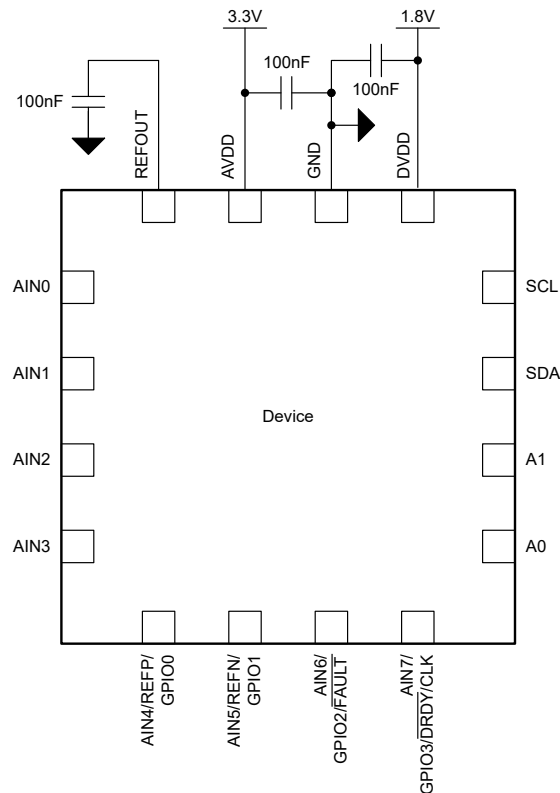 3.3V
1.8V
100nF
100nF
100nF
REFOUT
AVDD
GND
DVDD
AIN0
SCL
AIN1
SDA
Device
AIN2
A1
AIN3
A0
AIN4/REFP/
GPIO0
AIN5/REFN/
GPIO1
AIN6/
GPIO2/FAULT
AIN7/
GPIO3/DRDY/CLK